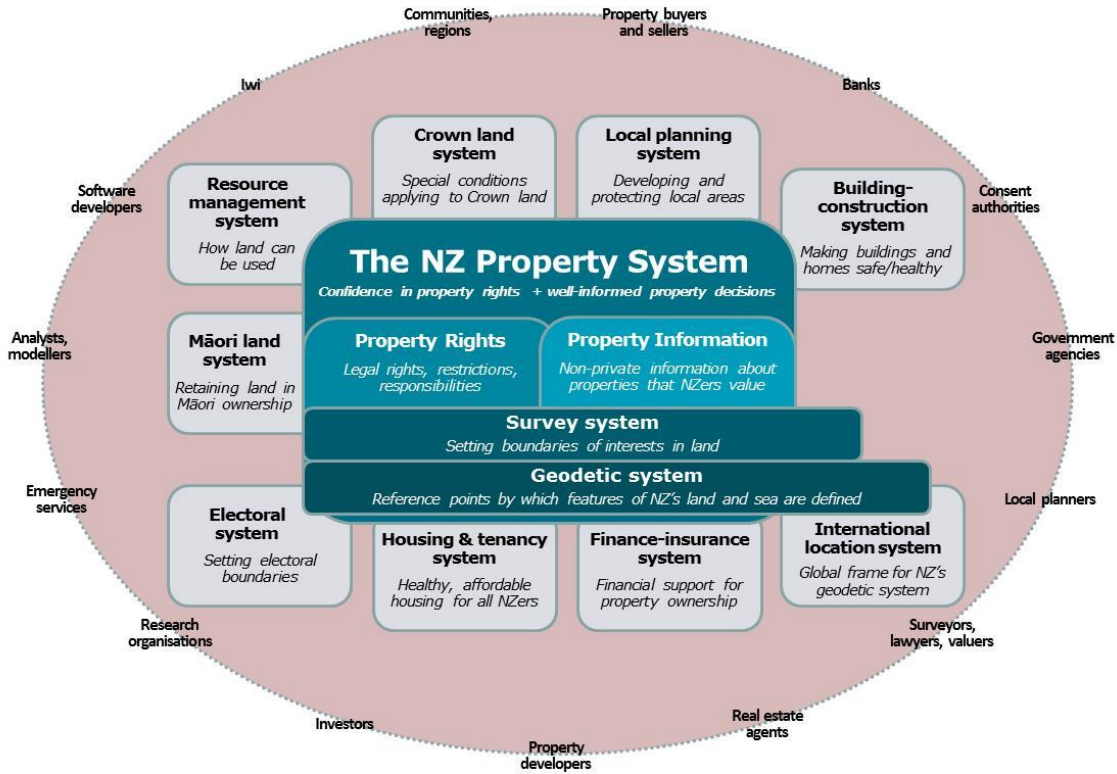 Communities,
regions
Property buyers
and sellers
Iwi
Banks
Crown land
system
Special conditions
applying to Crown land
Local planning
system
Developing and
protecting local areas
Software
developers
Resource
management
system
How land can
be used
Building-
construction
system
Making buildings and
homes safe/healthy
Consent
authorities
The NZ Property System
Confidence in property rights + well-informed property decisions
Analysts,
modellers
Māori land
system
Retaining land in
Māori ownership
Property Rights
Legal rights, restrictions,
responsibilities
Property Information
Non-private information about
properties that NZers value
Government
agencies
Survey system
Setting boundaries of interests in land
Geodetic system
Reference points by which features of NZ's land and sea are defined
Emergency
services
Electoral
system
Setting electoral
boundaries
Housing & tenancy
system
Healthy, affordable
housing for all NZers
Finance-insurance
system
Financial support for
property ownership
International
location system
Global frame for NZ's
geodetic system
Local planners
Research
organisations
Surveyors,
lawyers, valuers
Investors
Property
developers
Real estate
agents